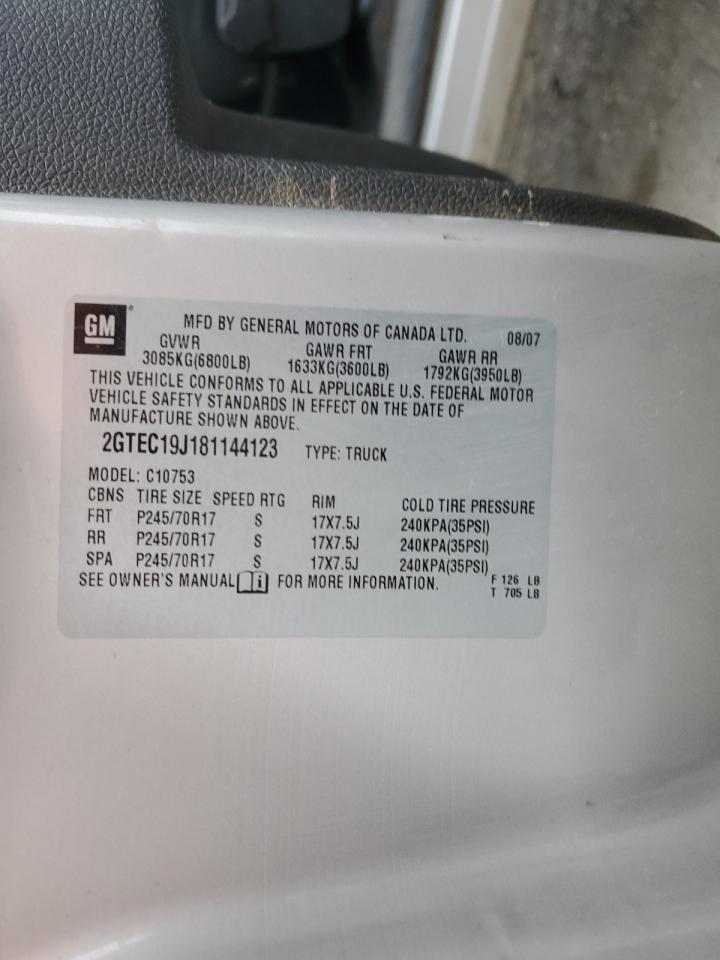 GM ® MFD BY GENERAL MOTORS OF CANADA LTD. 08/07
GVWR GAWR FRT GAWR RR
3085KG(6800LB) 1633KG(3600LB) 1792KG(3950LB)
THIS VEHICLE CONFORMS TO ALL APPLICABLE U.S. FEDERAL MOTOR
VEHICLE SAFETY STANDARDS IN EFFECT ON THE DATE OF
MANUFACTURE SHOWN ABOVE.
2GTEC19J181144123 TYPE: TRUCK
MODEL: C10753
CBNS TIRE SIZE SPEED RTG RIM COLD TIRE PRESSURE
FRT P245/70R17 S 17X7.5J 240KPA(35PSI)
RR P245/70R17 S 17X7.5J 240KPA(35PSI)
SPA P245/70R17 S 17X7.5J 240KPA(35PSI)
SEE OWNER'S MANUAL i FOR MORE INFORMATION. F 126 LB
T 705 LB